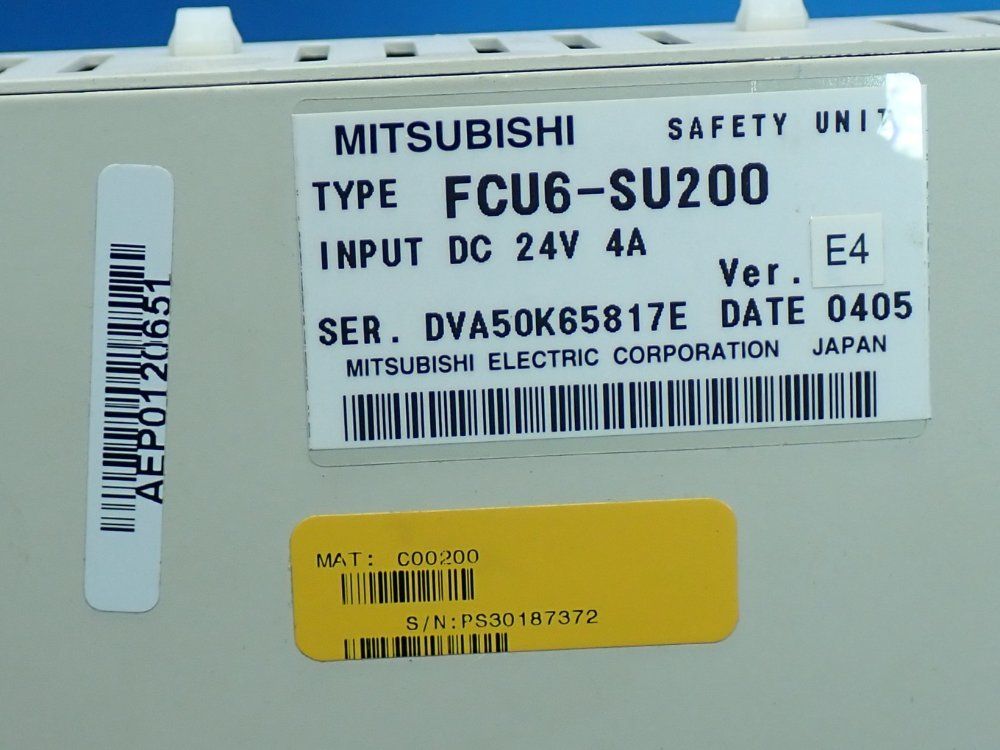 MITSUBISHI SAFETY UNIT
TYPE FCU6-SU200
INPUT DC 24V 4A
Ver. E4
SER. DVA50K65817E DATE 0405
MITSUBISHI ELECTRIC CORPORATION JAPAN
AEP0120651
MAT: C00200
S/N:PS30187372